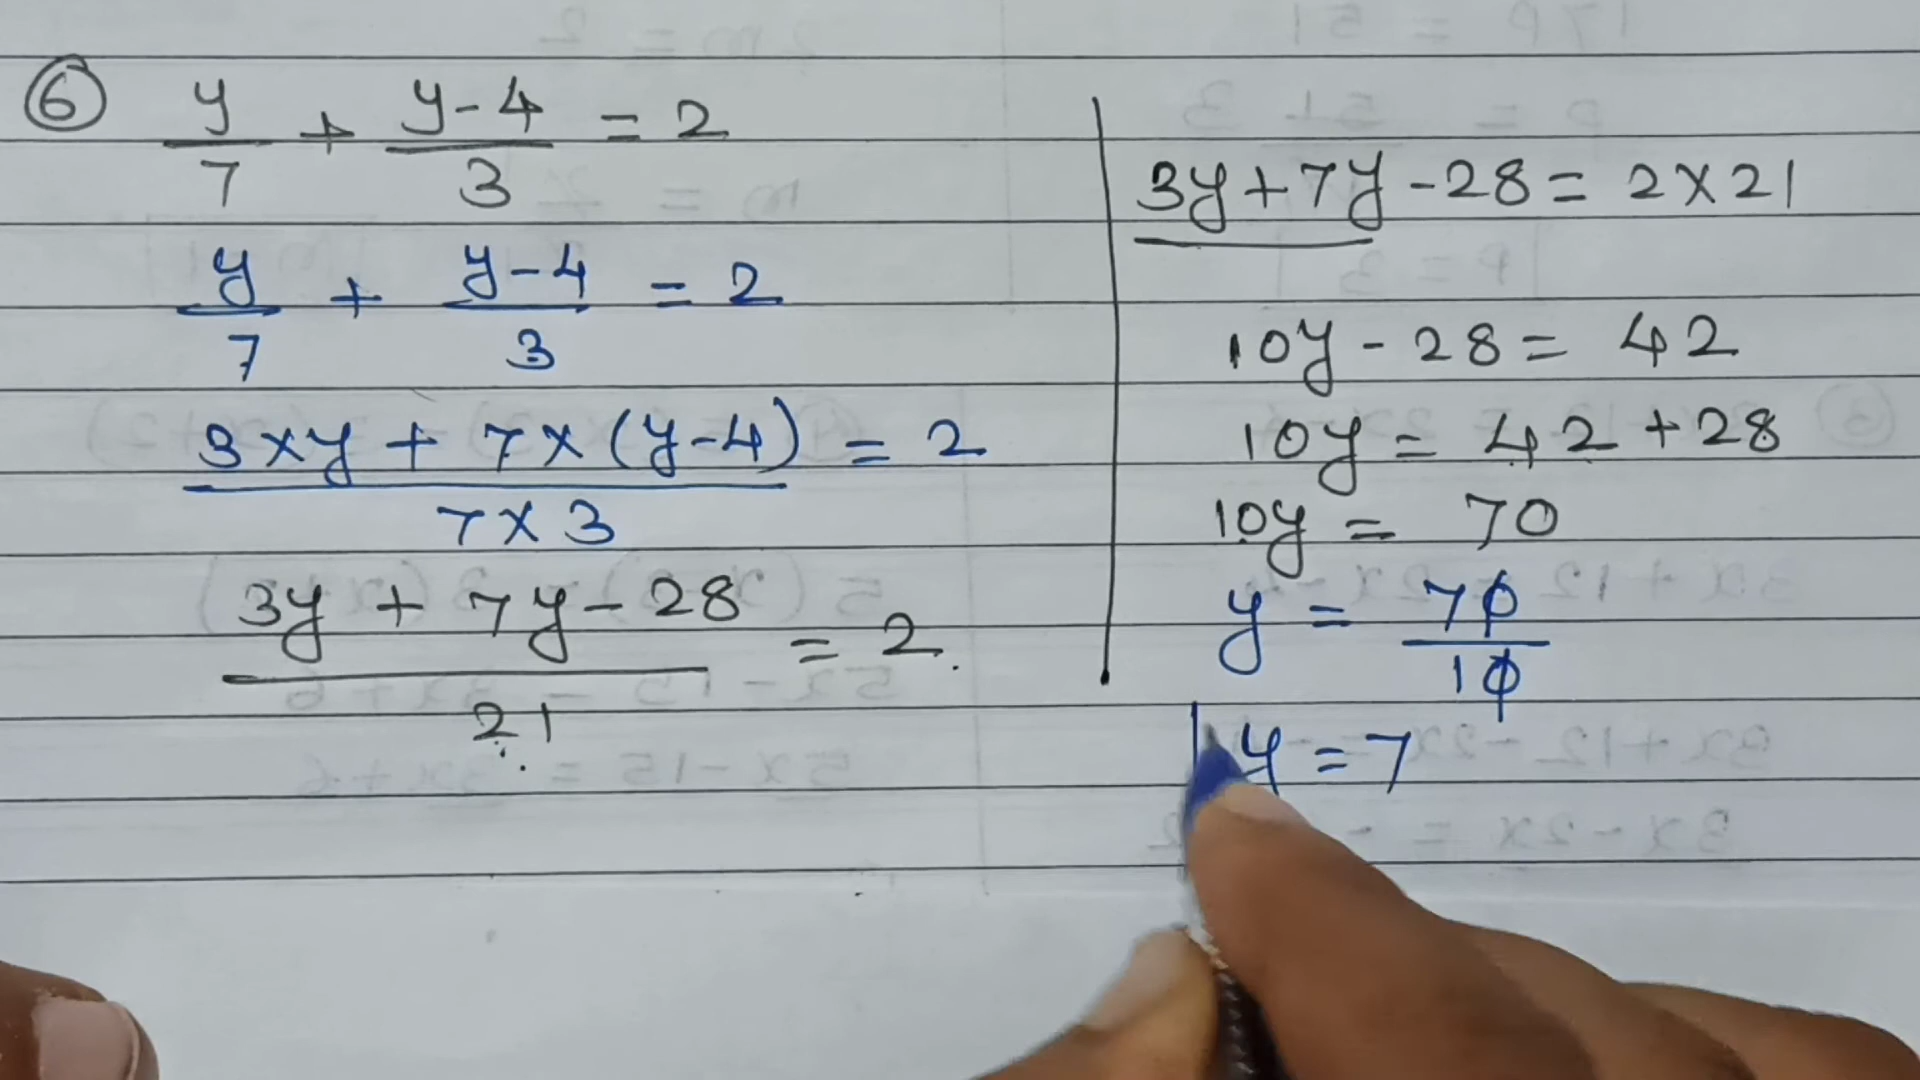 ⑥ y/7 + (y-4)/3 = 2
y/7 + (y-4)/3 = 2
(3×y + 7×(y-4))/(7×3) = 2
(3y + 7y - 28)/21 = 2.
3y+7y-28 = 2×21
10y - 28 = 42
10y = 42 + 28
10y = 70
y = 70/10
y = 7